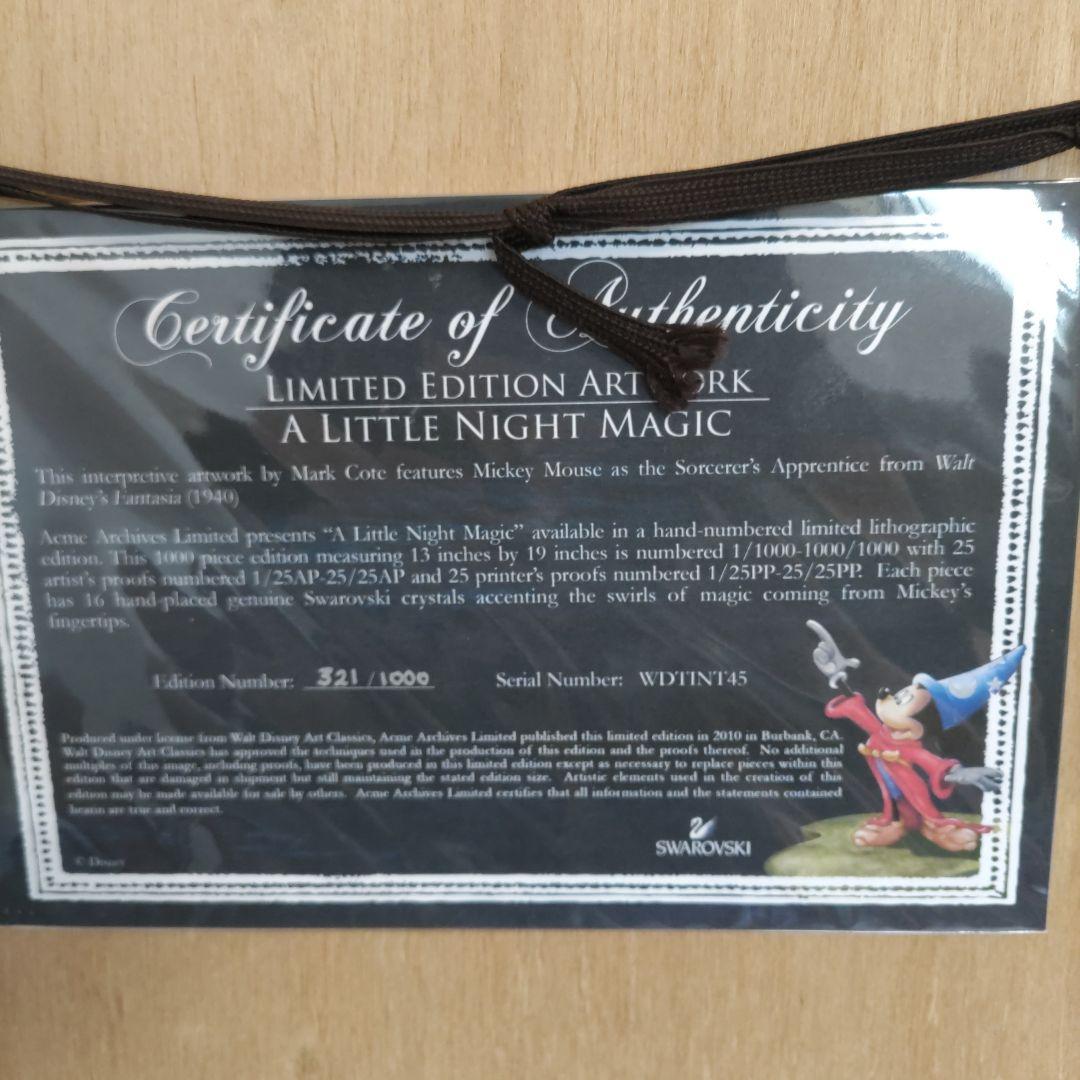 Certificate of Authenticity
LIMITED EDITION ARTWORK
A LITTLE NIGHT MAGIC
This interpretive artwork by Mark Cote features Mickey Mouse as the Sorcerer's Apprentice from Walt
Disney's Fantasia (1940)
Acme Archives Limited presents “A Little Night Magic” available in a hand-numbered limited lithographic
edition. This 1000 piece edition measuring 13 inches by 19 inches is numbered 1/1000-1000/1000 with 25
artist's proofs numbered 1/25AP-25/25AP and 25 printer's proofs numbered 1/25PP-25/25PP. Each piece
has 16 hand-placed genuine Swarovski crystals accenting the swirls of magic coming from Mickey's
fingertips.
Edition Number: 321 /1000 Serial Number: WDTINT45
Produced under license from Walt Disney Art Classics, Acme Archives Limited published this limited edition in 2010 in Burbank, CA.
Walt Disney Art Classics has approved the techniques used in the production of this edition and the proofs thereof. No additional
multiples of this image, including proofs, have been produced in this limited edition except as necessary to replace pieces within this
edition that are damaged in shipment but still maintaining the stated edition size. Artistic elements used in the creation of this
edition may be made available for sale by others. Acme Archives Limited certifies that all information and the statements contained
herein are true and correct.
SWAROVSKI
© Disney